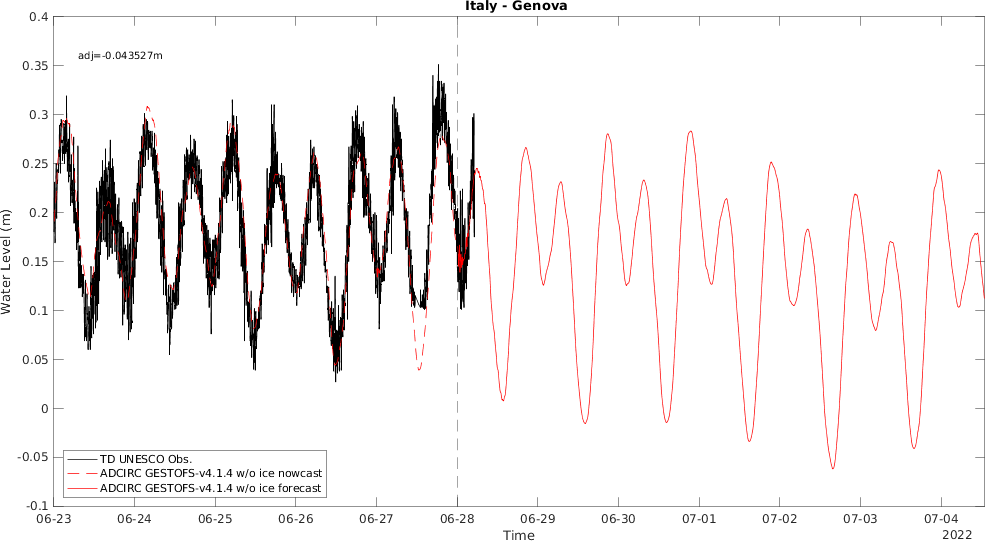 Italy - Genova
0.4
adj=-0.043527m
0.35
0.3
0.25
0.2
0.15
0.1
0.05
0
-0.05
-0.1
Water Level (m)
TD UNESCO Obs.
ADCIRC GESTOFS-v4.1.4 w/o ice nowcast
ADCIRC GESTOFS-v4.1.4 w/o ice forecast
06-23 06-24 06-25 06-26 06-27 06-28 06-29 06-30 07-01 07-02 07-03 07-04
Time
2022